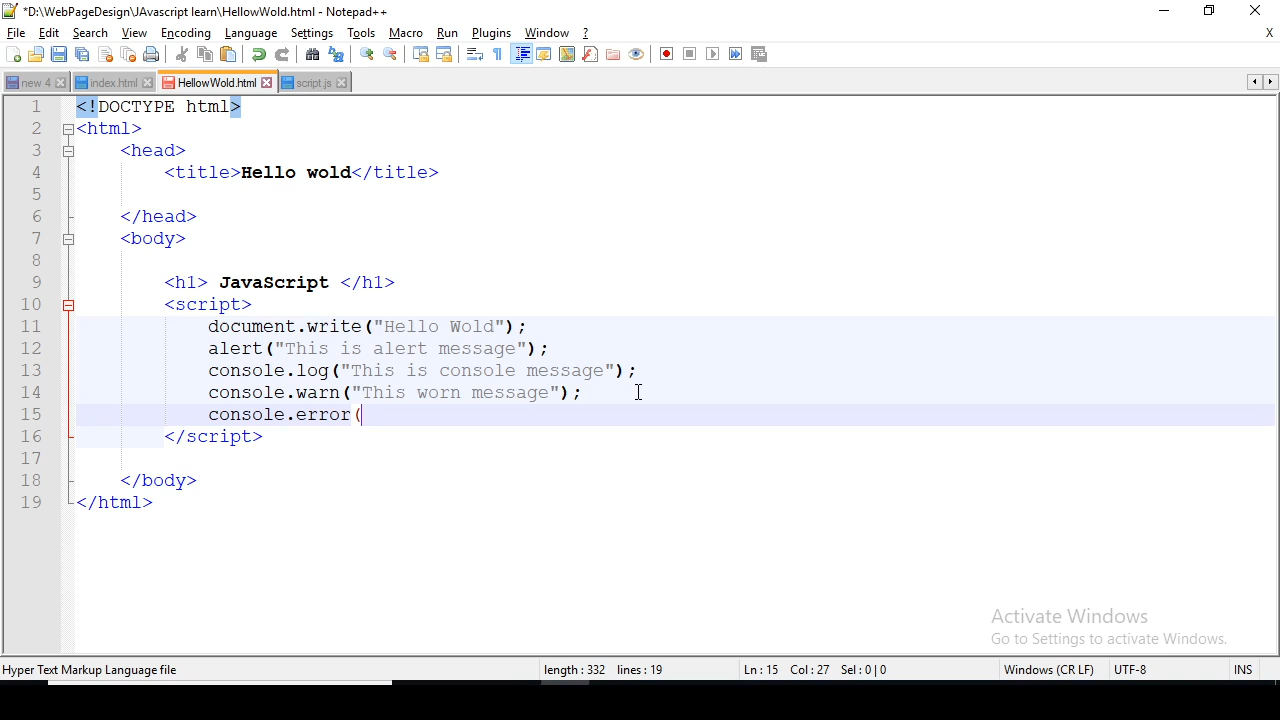 *D:\WebPageDesign\JAvascript learn\HellowWold.html - Notepad++
File Edit Search View Encoding Language Settings Tools Macro Run Plugins Window ? X
new 4 index.html HellowWold.html script.js
1 <!DOCTYPE html>
2 <html>
3 <head>
4 <title>Hello wold</title>
5
6 </head>
7 <body>
8
9 <h1> JavaScript </h1>
10 <script>
11 document.write("Hello Wold");
12 alert("This is alert message");
13 console.log("This is console message");
14 console.warn("This worn message");
15 console.error(
16 </script>
17
18 </body>
19 </html>
Activate Windows
Go to Settings to activate Windows.
Hyper Text Markup Language file length : 332 lines : 19 Ln : 15 Col : 27 Sel : 0 | 0 Windows (CR LF) UTF-8 INS